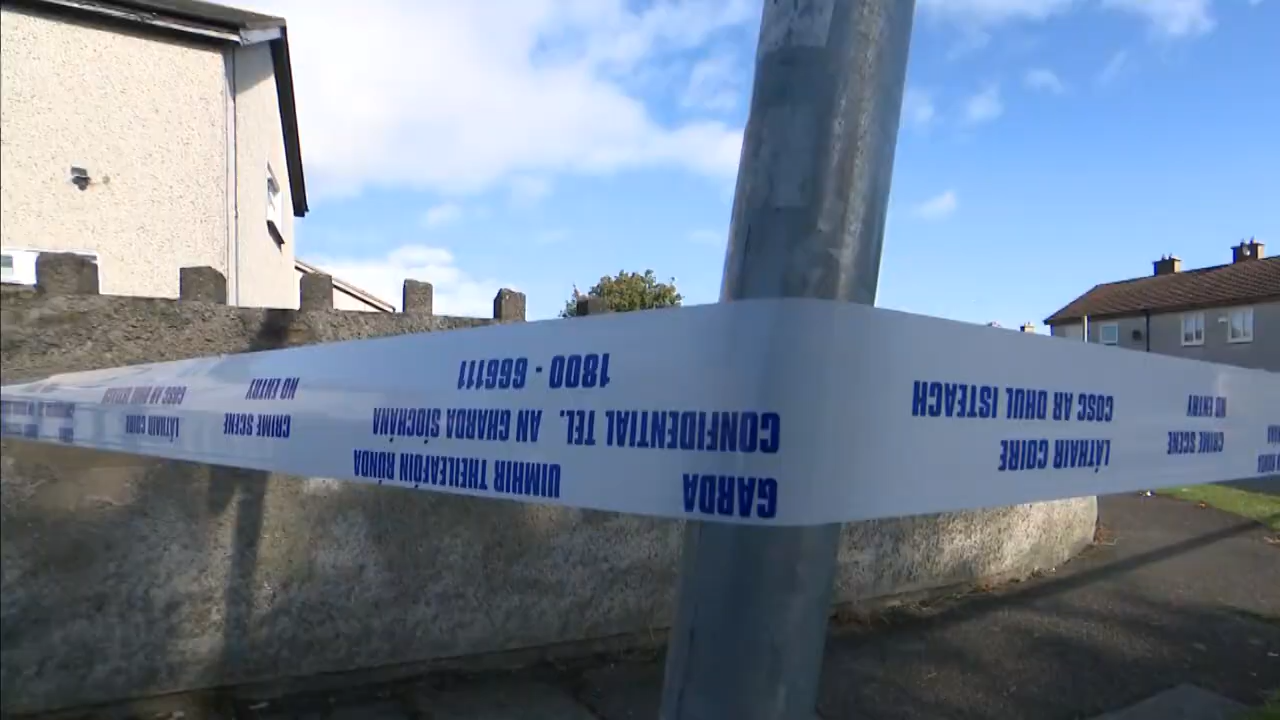 GARDA
CONFIDENTIAL TEL.
1800 - 666111
UIMHIR THEILEAFÓIN RÚNDA
AN GHARDA SÍOCHÁNA
CRIME SCENE
NO ENTRY
LÁTHAIR COIRE
COSC AR DHUL ISTEACH
LÁTHAIR COIRE
COSC AR DHUL ISTEACH
CRIME SCENE
NO ENTRY